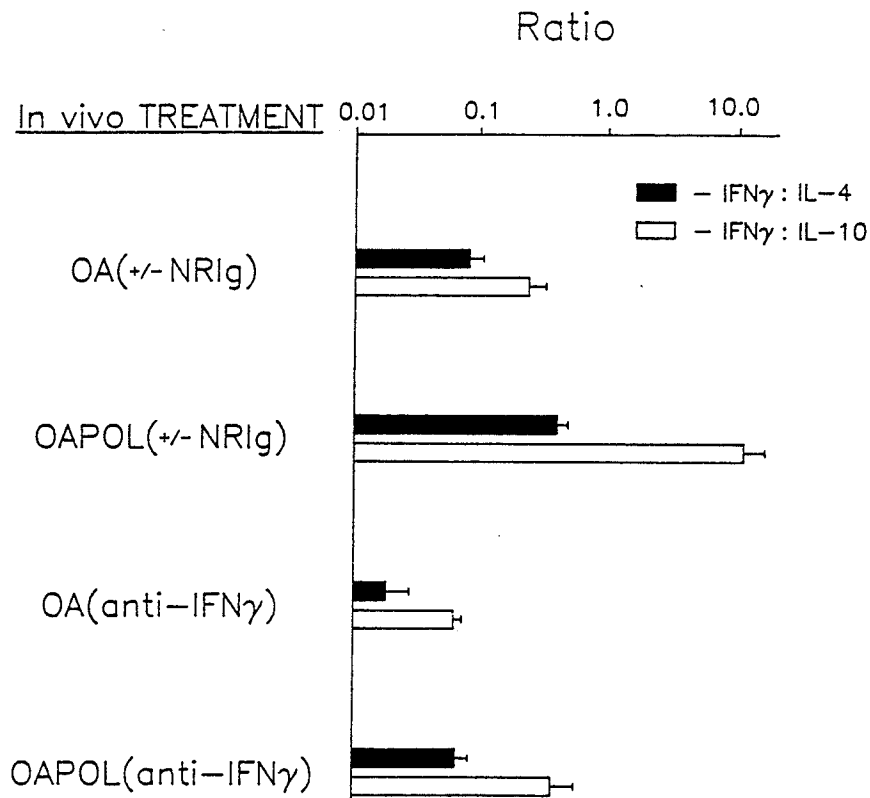 Ratio
In vivo TREATMENT
0.01 0.1 1.0 10.0
– IFNγ : IL–4
– IFNγ : IL–10
OA(+/– NRIg)
OAPOL(+/– NRIg)
OA(anti–IFNγ)
OAPOL(anti–IFNγ)